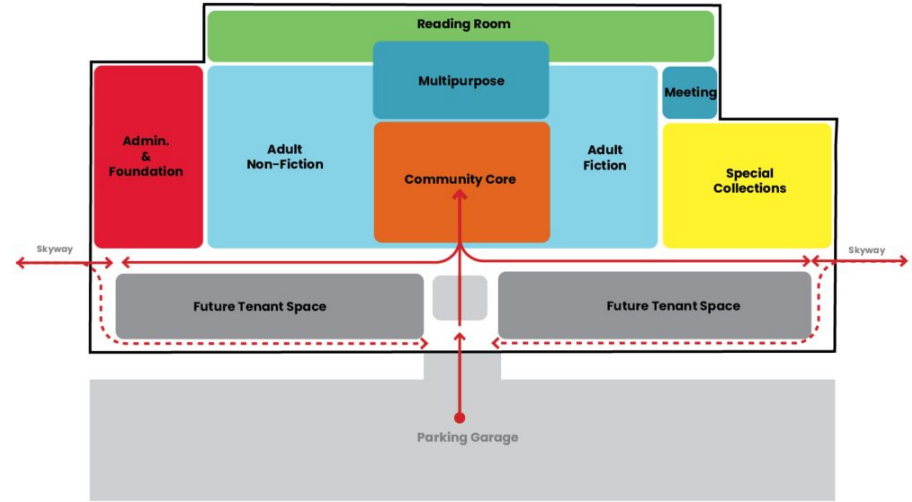 Reading Room
Multipurpose
Meeting
Admin.
&
Foundation
Adult
Non-Fiction
Community Core
Adult
Fiction
Special
Collections
Skyway
Skyway
Future Tenant Space
Future Tenant Space
Parking Garage